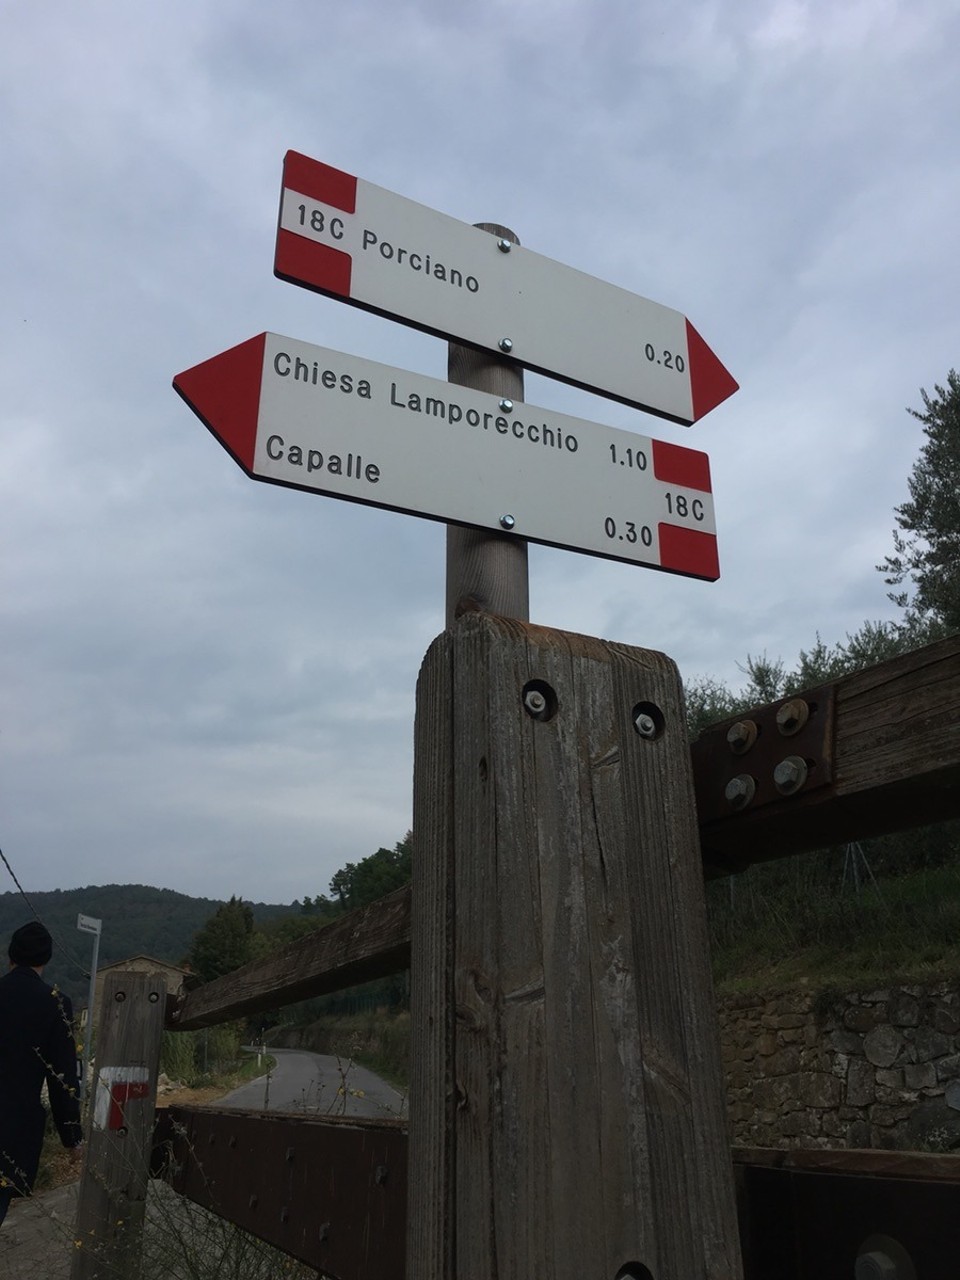 18C Porciano 0.20
Chiesa Lamporecchio 1.10
18C
Capalle 0.30